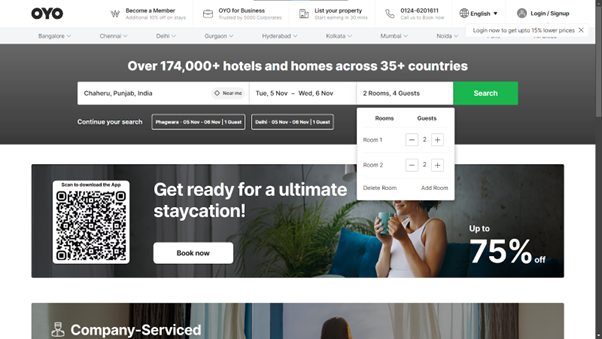 OYO
Become a Member
Additional 10% off on stays
OYO for Business
Trusted by 5000 Corporates
List your property
Start earning in 30 mins
0124-6201611
Call us to Book now
English
Login / Signup
Bangalore
Chennai
Delhi
Gurgaon
Hyderabad
Kolkata
Mumbai
Noida
Login now to get upto 15% lower prices
Over 174,000+ hotels and homes across 35+ countries
Chaheru, Punjab, India
Near me
Tue, 5 Nov – Wed, 6 Nov
2 Rooms, 4 Guests
Search
Continue your search
Phagwara · 05 Nov - 06 Nov | 1 Guest
Delhi · 05 Nov - 06 Nov | 1 Guest
Rooms Guests
Room 1 − 2 +
Room 2 − 2 +
Delete Room Add Room
Scan to download the App
Get ready for a ultimate
staycation!
Book now
Up to
75% off
Company-Serviced